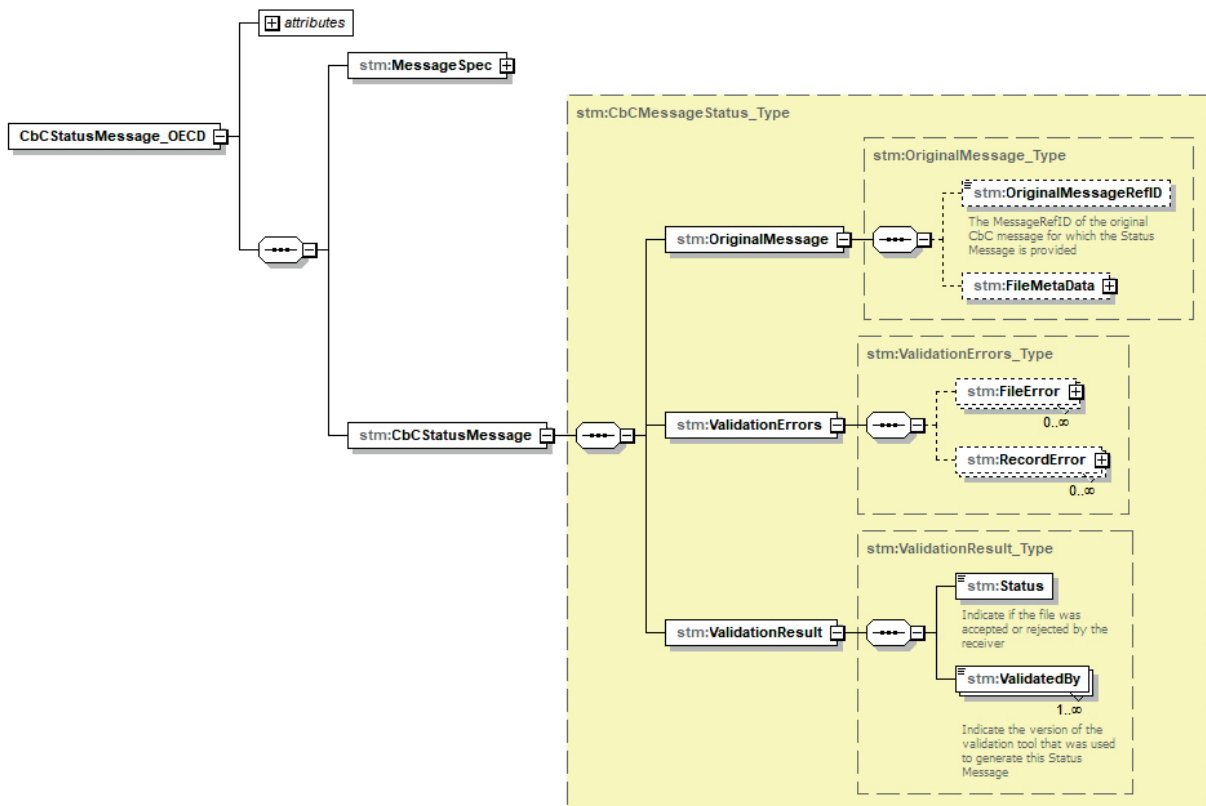 attributes
stm:MessageSpec
CbCStatusMessage_OECD
stm:CbCMessageStatus_Type
stm:OriginalMessage_Type
stm:OriginalMessageRefID
The MessageRefID of the original
CbC message for which the Status
Message is provided
stm:OriginalMessage
stm:FileMetaData
stm:ValidationErrors_Type
stm:FileError
0..∞
stm:ValidationErrors
stm:CbCStatusMessage
stm:RecordError
0..∞
stm:ValidationResult_Type
stm:Status
Indicate if the file was
accepted or rejected by the
receiver
stm:ValidationResult
stm:ValidatedBy
1..∞
Indicate the version of the
validation tool that was used
to generate this Status
Message